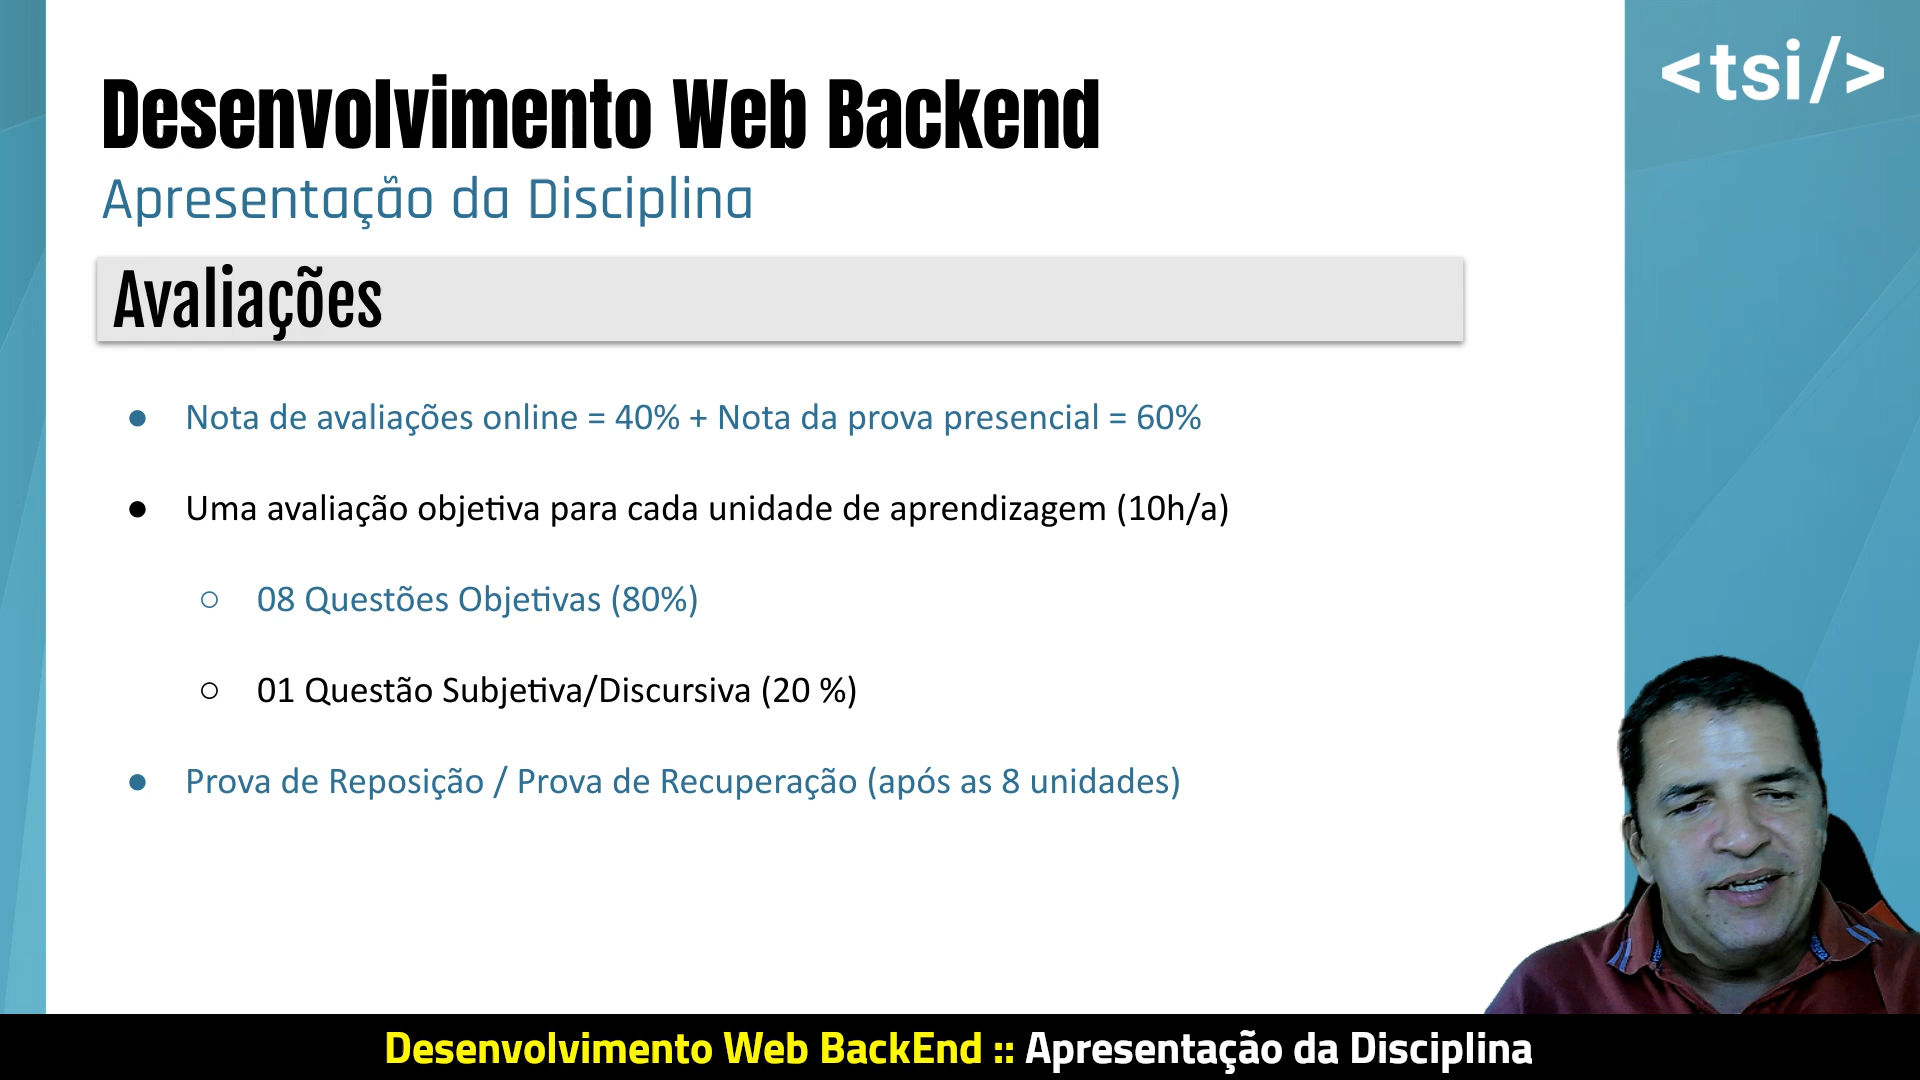 <tsi/>
Desenvolvimento Web Backend
Apresentação da Disciplina
Avaliações
● Nota de avaliações online = 40% + Nota da prova presencial = 60%
● Uma avaliação objetiva para cada unidade de aprendizagem (10h/a)
○ 08 Questões Objetivas (80%)
○ 01 Questão Subjetiva/Discursiva (20 %)
● Prova de Reposição / Prova de Recuperação (após as 8 unidades)
Desenvolvimento Web BackEnd :: Apresentação da Disciplina